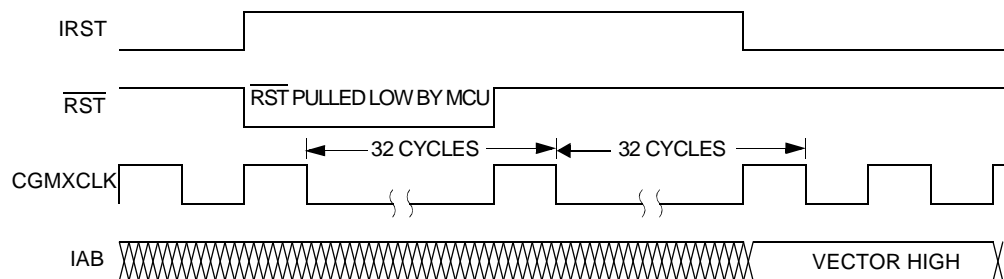 IRST
RST
RST PULLED LOW BY MCU
32 CYCLES
32 CYCLES
CGMXCLK
IAB
VECTOR HIGH